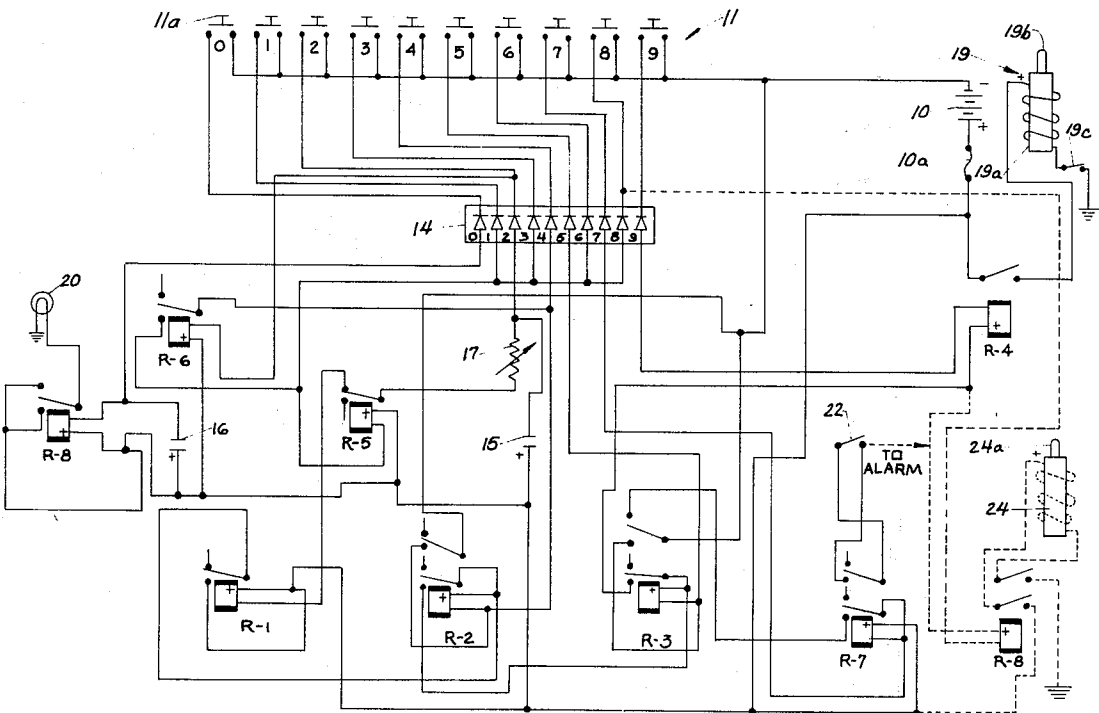 11a
11
0 1 2 3 4 5 6 7 8 9
19b
19
+
-
10
+
19c
10a
19a
14
0 1 2 3 4 5 6 7 8 9
20
+
R-6
17
+
R-4
+
R-8
16
+
+
R-5
15
+
22
TO
ALARM
24a
+
24
+
R-1
+
R-2
+
R-3
+
R-7
+
R-8